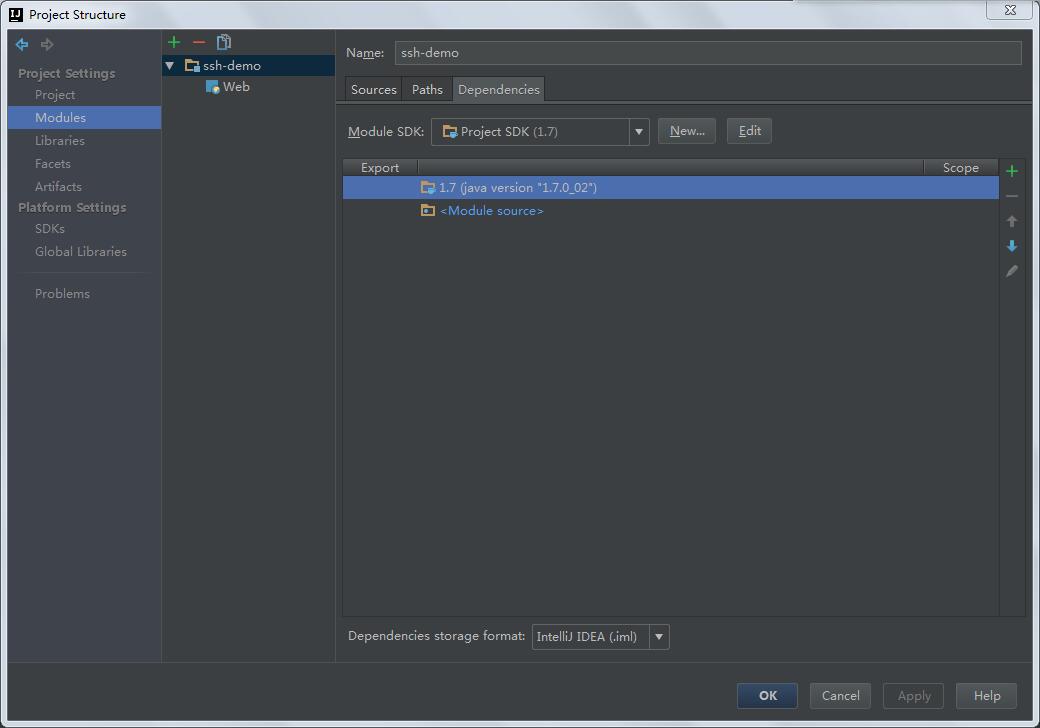 Project Structure
Project Settings
Project
Modules
Libraries
Facets
Artifacts
Platform Settings
SDKs
Global Libraries
Problems
ssh-demo
Web
Name: ssh-demo
Sources Paths Dependencies
Module SDK: Project SDK (1.7) New... Edit
Export Scope
1.7 (java version "1.7.0_02")
<Module source>
Dependencies storage format: IntelliJ IDEA (.iml)
OK Cancel Apply Help